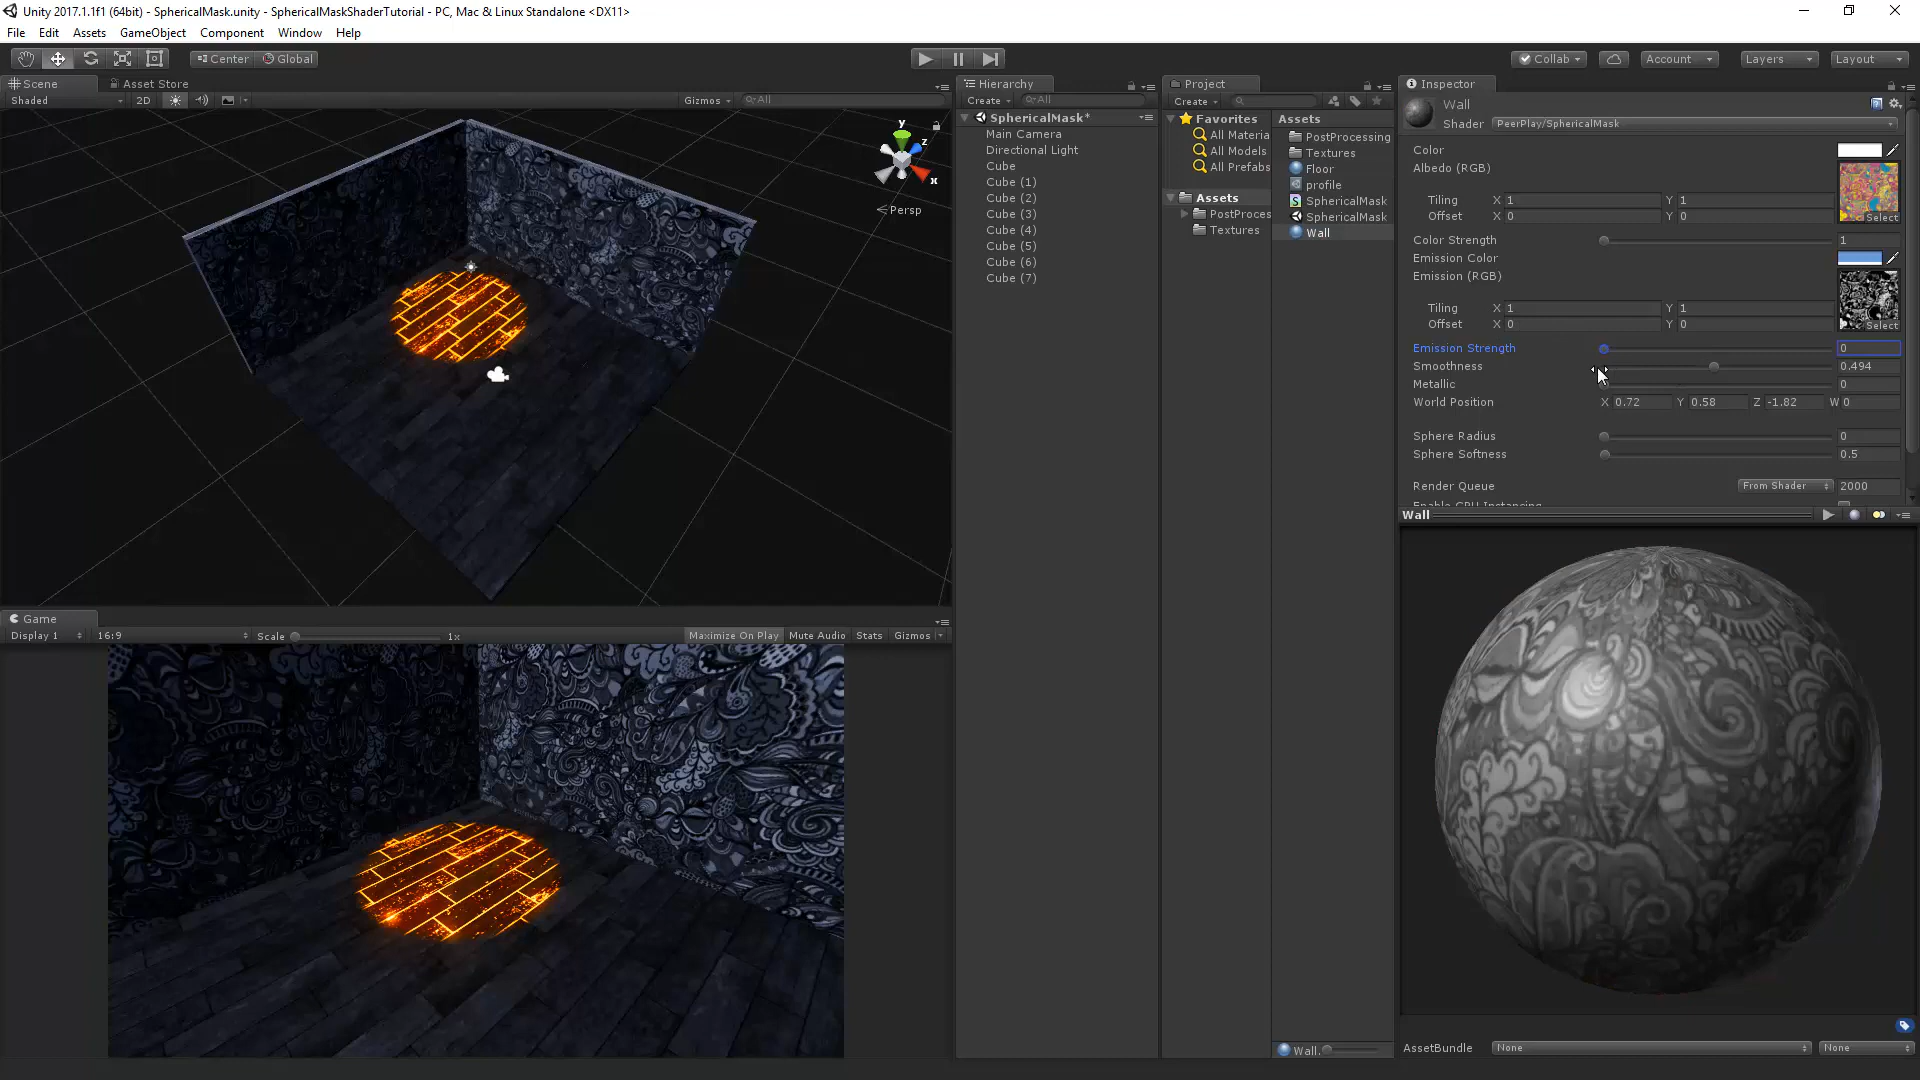 Unity 2017.1.1f1 (64bit) - SphericalMask.unity - SphericalMaskShaderTutorial - PC, Mac & Linux Standalone <DX11>
File Edit Assets GameObject Component Window Help
Center Global Collab Account Layers Layout
Scene Asset Store
Shaded 2D Gizmos All
y
z
x
Persp
Game
Display 1 16:9 Scale 1x Maximize On Play Mute Audio Stats Gizmos
Hierarchy
Create All
SphericalMask*
Main Camera
Directional Light
Cube
Cube (1)
Cube (2)
Cube (3)
Cube (4)
Cube (5)
Cube (6)
Cube (7)
Project
Create
Favorites
All Materia
All Models
All Prefabs
Assets
PostProces
Textures
Assets
PostProcessing
Textures
Floor
profile
SphericalMask
SphericalMask
Wall
Wall.
Inspector
Wall
Shader PeerPlay/SphericalMask
Color
Albedo (RGB)
Tiling X 1 Y 1
Offset X 0 Y 0
Select
Color Strength 1
Emission Color
Emission (RGB)
Tiling X 1 Y 1
Offset X 0 Y 0
Select
Emission Strength 0
Smoothness 0.494
Metallic 0
World Position X 0.72 Y 0.58 Z -1.82 W 0
Sphere Radius 0
Sphere Softness 0.5
Render Queue From Shader 2000
Enable GPU Instancing
Wall
AssetBundle None None